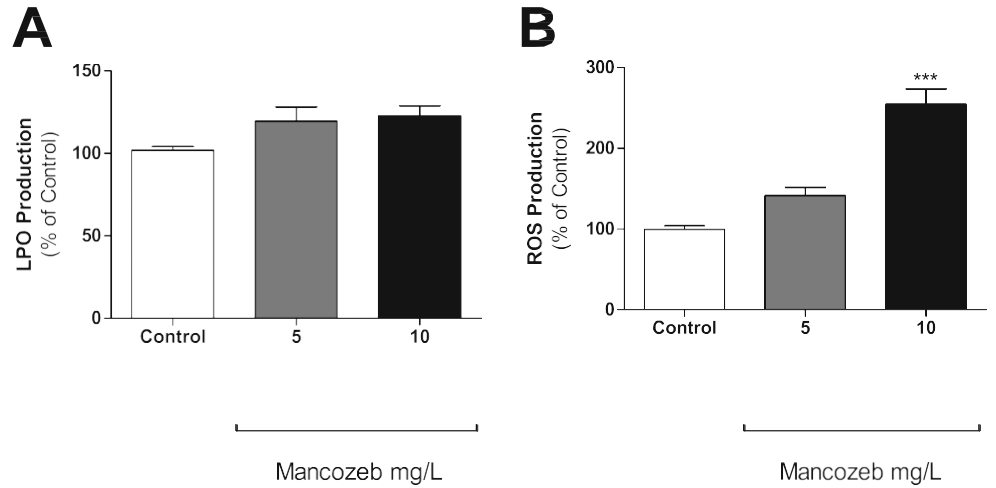 A
LPO Production
(% of Control)
150
100
50
0
Control 5 10
Mancozeb mg/L
B
ROS Production
(% of Control)
300
200
100
0
***
Control 5 10
Mancozeb mg/L